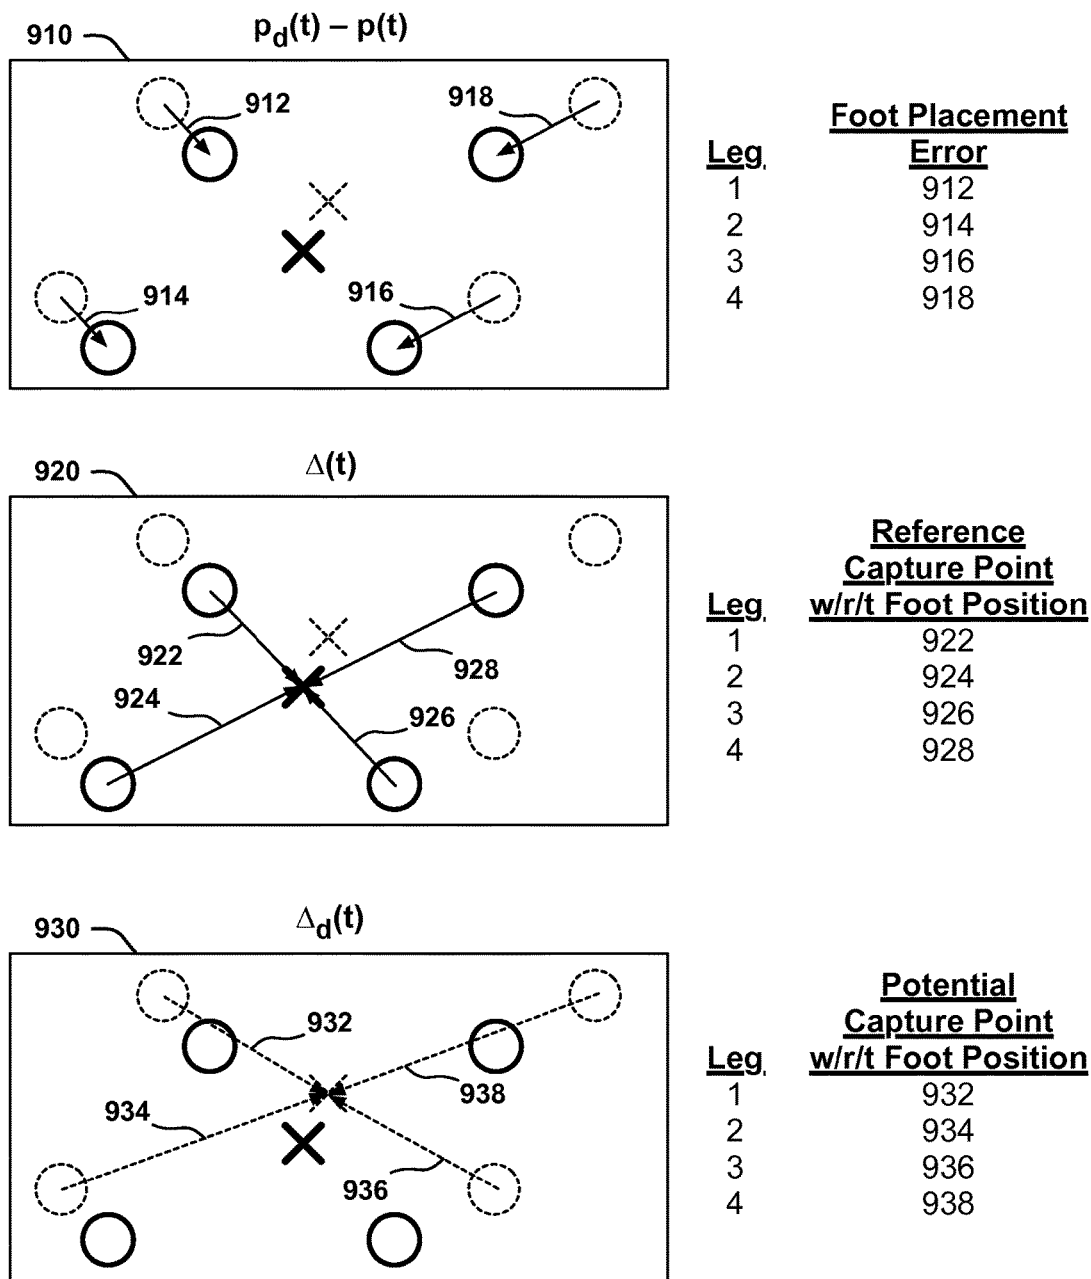 910
p_d(t) – p(t)
912
918
914
916
Leg
Foot Placement
Error
1 912
2 914
3 916
4 918
920
Δ(t)
922
928
924
926
Leg
Reference
Capture Point
w/r/t Foot Position
1 922
2 924
3 926
4 928
930
Δ_d(t)
932
938
934
936
Leg
Potential
Capture Point
w/r/t Foot Position
1 932
2 934
3 936
4 938